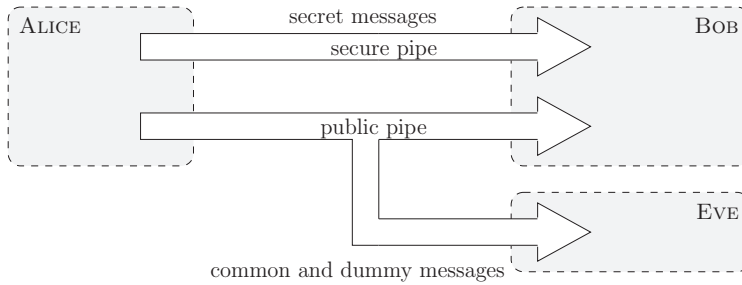 ALICE
secret messages
BOB
secure pipe
public pipe
EVE
common and dummy messages